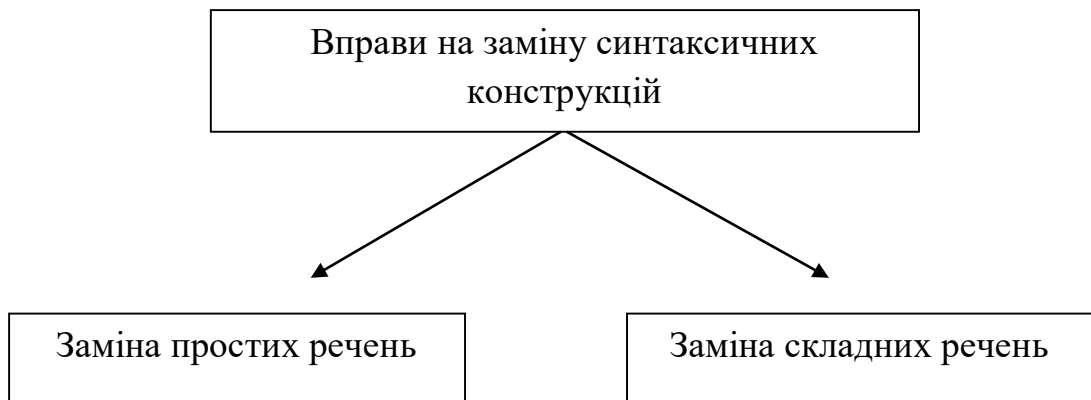 Вправи на заміну синтаксичних
конструкцій
Заміна простих речень
Заміна складних речень